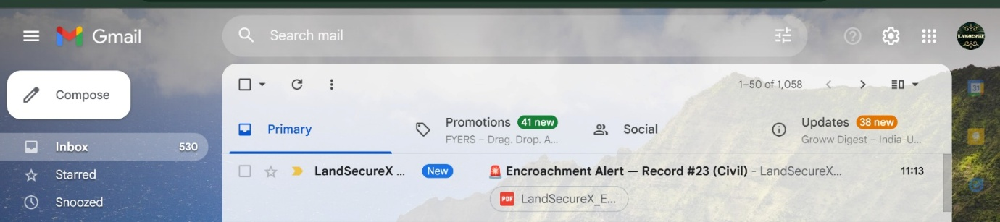 Gmail
Search mail
Compose
1–50 of 1,058
Primary
Promotions 41 new
FYERS – Drag. Drop. A...
Social
Updates 38 new
Groww Digest – India-U...
Inbox 530
LandSecureX ... New 🚨 Encroachment Alert — Record #23 (Civil) - LandSecureX... 11:13
Starred
PDF LandSecureX_E...
Snoozed
31
K.VIGNESHAR